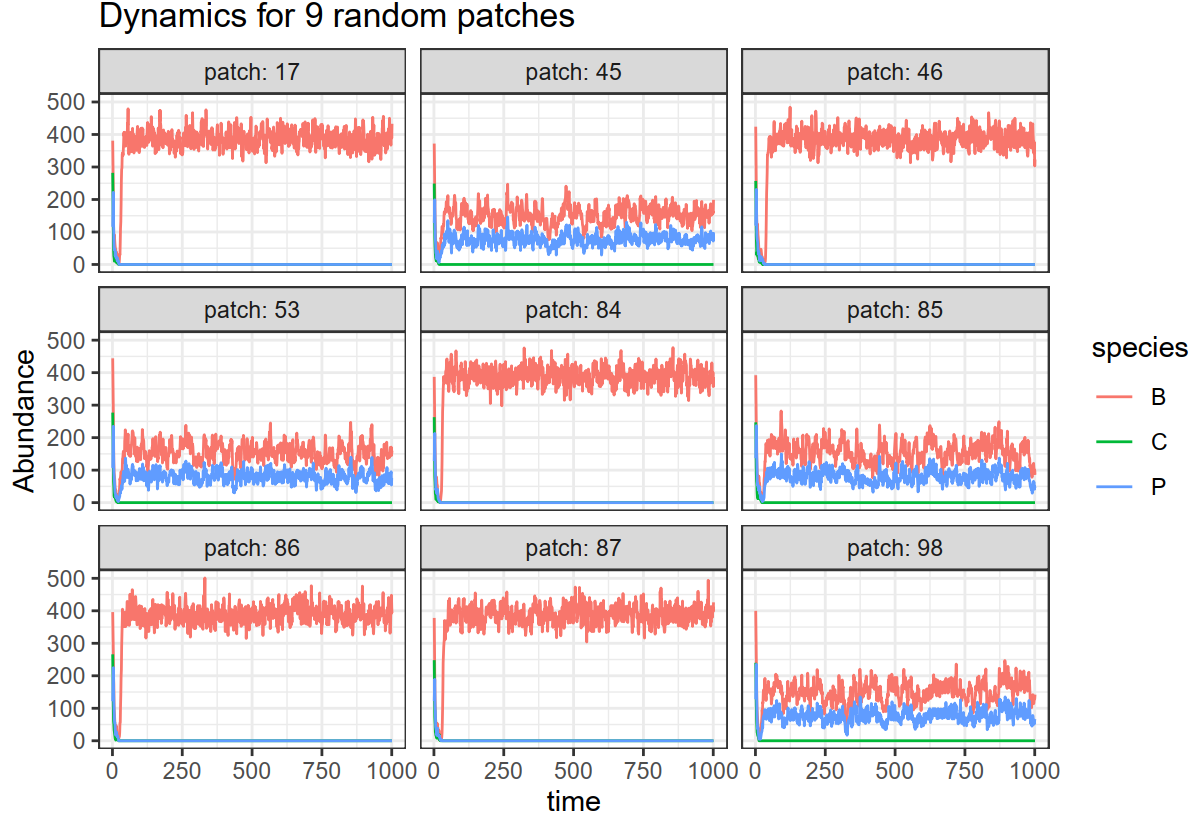 Dynamics for 9 random patches
patch: 17
patch: 45
patch: 46
500
400
300
200
100
0
patch: 53
patch: 84
patch: 85
500
400
300
200
100
0
patch: 86
patch: 87
patch: 98
500
400
300
200
100
0
0 250 500 750 1000
0 250 500 750 1000
0 250 500 750 1000
time
Abundance
species
B
C
P